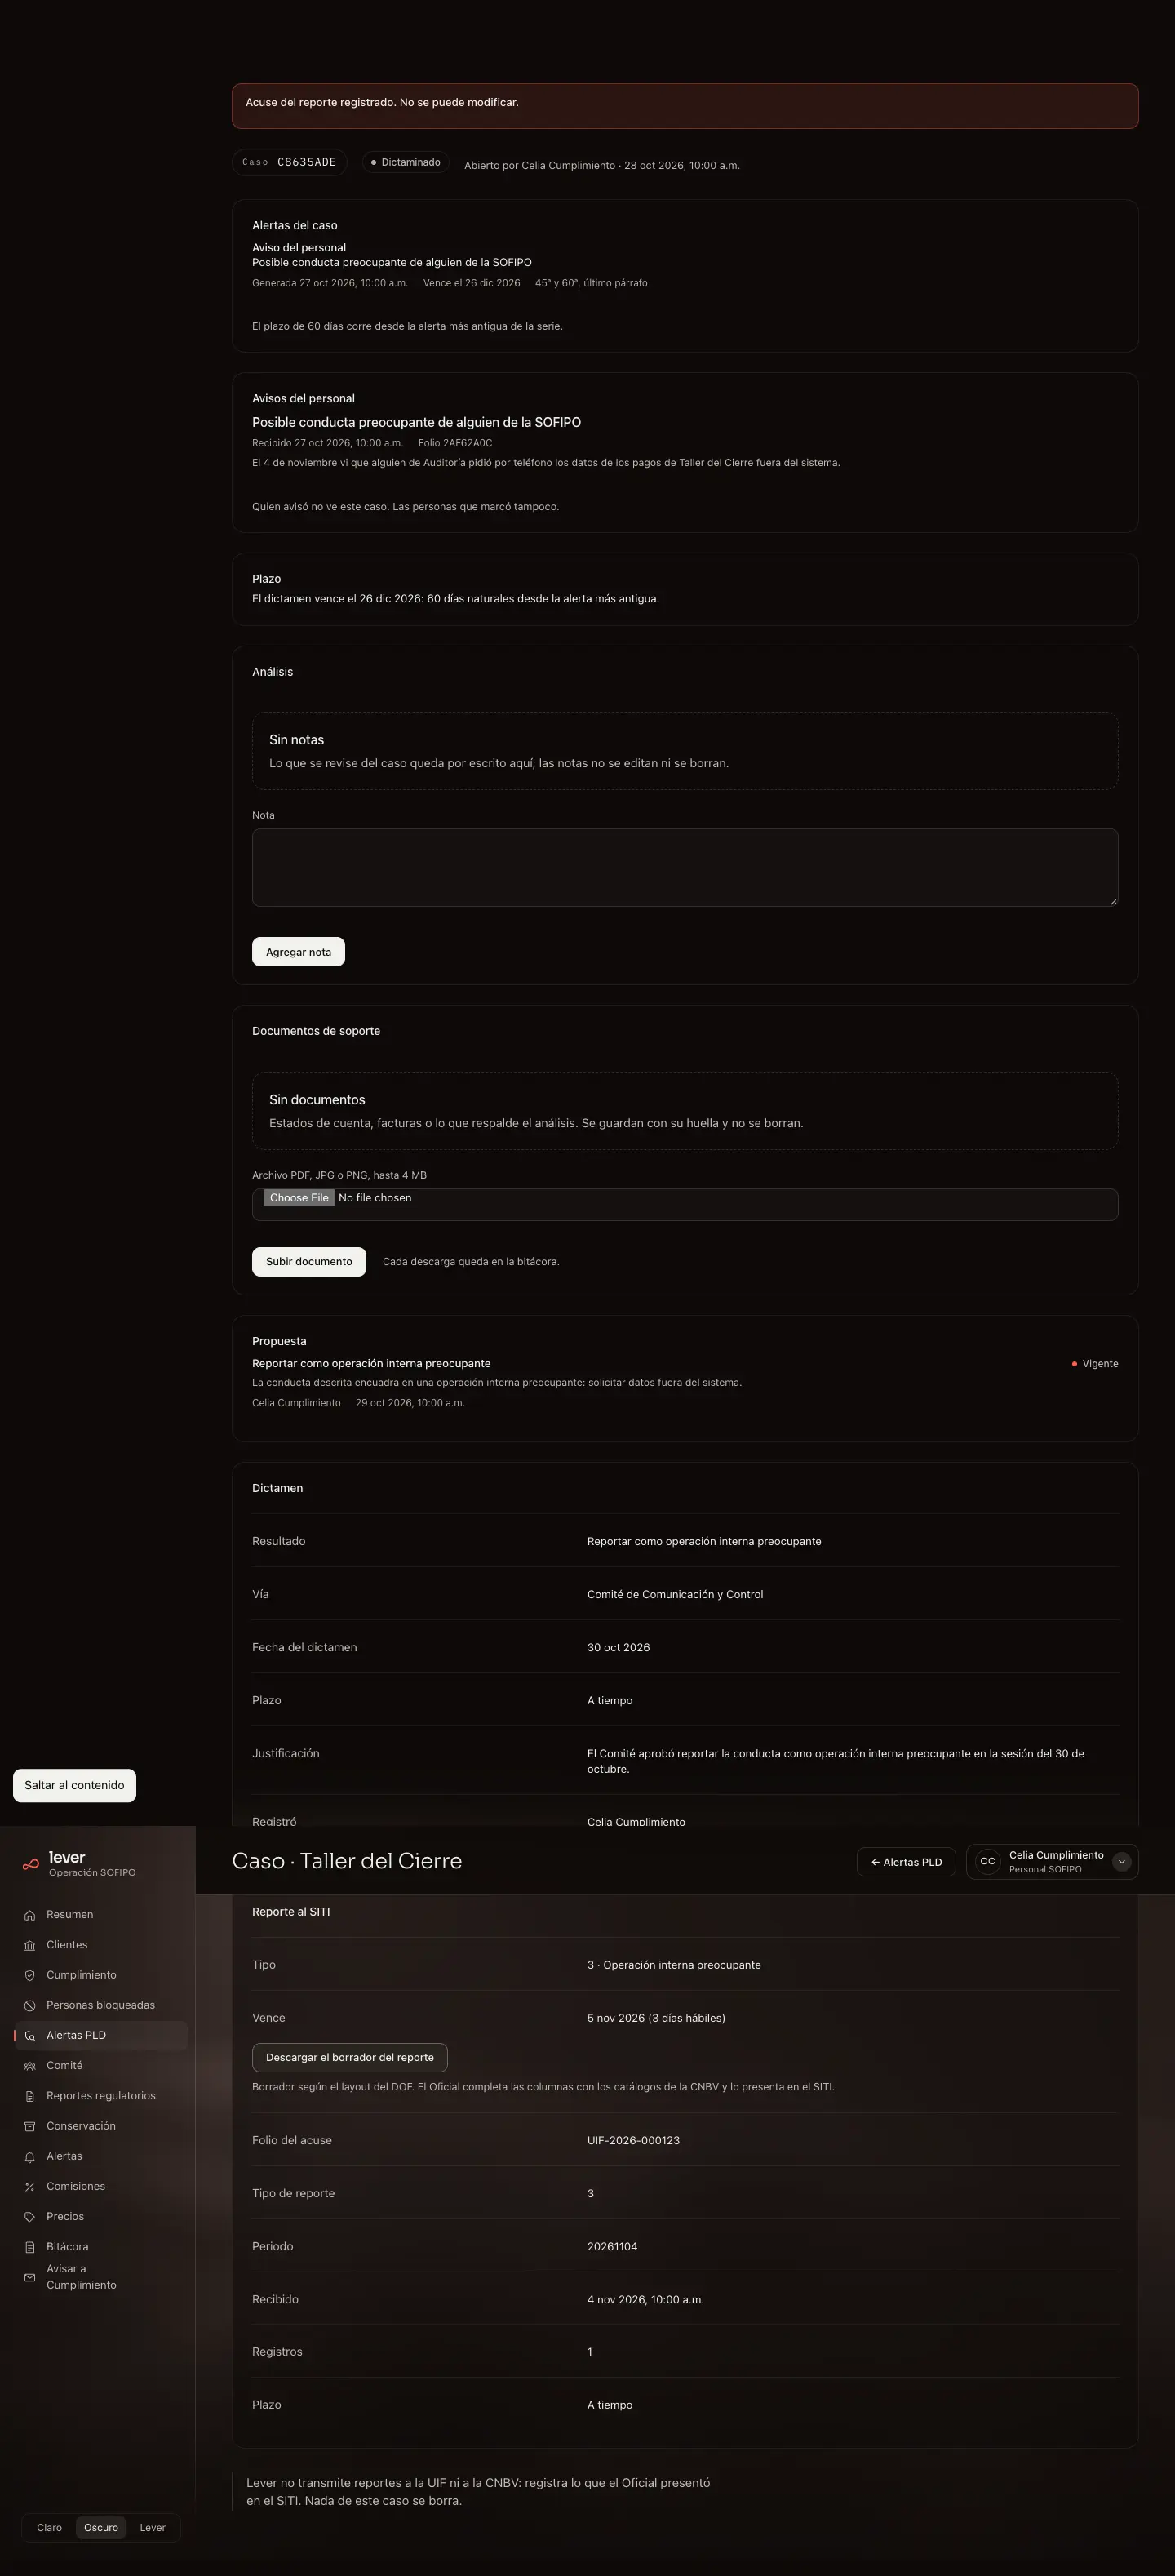 Acuse del reporte registrado. No se puede modificar.
Caso C8635ADE
Dictaminado
Abierto por Celia Cumplimiento · 28 oct 2026, 10:00 a.m.
Alertas del caso
Aviso del personal
Posible conducta preocupante de alguien de la SOFIPO
Generada 27 oct 2026, 10:00 a.m. Vence el 26 dic 2026 45ª y 60ª, último párrafo
El plazo de 60 días corre desde la alerta más antigua de la serie.
Avisos del personal
Posible conducta preocupante de alguien de la SOFIPO
Recibido 27 oct 2026, 10:00 a.m. Folio 2AF62A0C
El 4 de noviembre vi que alguien de Auditoría pidió por teléfono los datos de los pagos de Taller del Cierre fuera del sistema.
Quien avisó no ve este caso. Las personas que marcó tampoco.
Plazo
El dictamen vence el 26 dic 2026: 60 días naturales desde la alerta más antigua.
Análisis
Sin notas
Lo que se revise del caso queda por escrito aquí; las notas no se editan ni se borran.
Nota
Agregar nota
Documentos de soporte
Sin documentos
Estados de cuenta, facturas o lo que respalde el análisis. Se guardan con su huella y no se borran.
Archivo PDF, JPG o PNG, hasta 4 MB
Choose File No file chosen
Subir documento
Cada descarga queda en la bitácora.
Propuesta
Reportar como operación interna preocupante
Vigente
La conducta descrita encuadra en una operación interna preocupante: solicitar datos fuera del sistema.
Celia Cumplimiento 29 oct 2026, 10:00 a.m.
Dictamen
Resultado Reportar como operación interna preocupante
Vía Comité de Comunicación y Control
Fecha del dictamen 30 oct 2026
Plazo A tiempo
Justificación El Comité aprobó reportar la conducta como operación interna preocupante en la sesión del 30 de
octubre.
Saltar al contenido
Registró Celia Cumplimiento
lever
Operación SOFIPO
Resumen
Clientes
Cumplimiento
Personas bloqueadas
Alertas PLD
Comité
Reportes regulatorios
Conservación
Alertas
Comisiones
Precios
Bitácora
Avisar a
Cumplimiento
Claro Oscuro Lever
Caso · Taller del Cierre
← Alertas PLD
CC
Celia Cumplimiento
Personal SOFIPO
Reporte al SITI
Tipo 3 · Operación interna preocupante
Vence 5 nov 2026 (3 días hábiles)
Descargar el borrador del reporte
Borrador según el layout del DOF. El Oficial completa las columnas con los catálogos de la CNBV y lo presenta en el SITI.
Folio del acuse UIF-2026-000123
Tipo de reporte 3
Periodo 20261104
Recibido 4 nov 2026, 10:00 a.m.
Registros 1
Plazo A tiempo
Lever no transmite reportes a la UIF ni a la CNBV: registra lo que el Oficial presentó
en el SITI. Nada de este caso se borra.